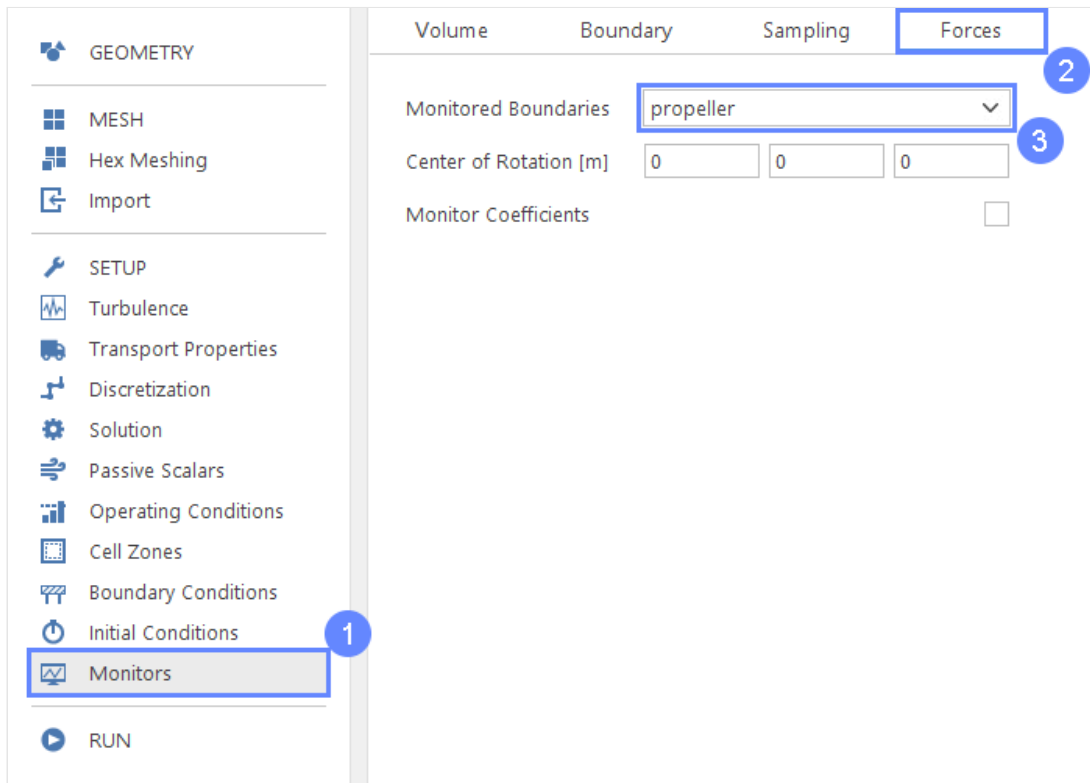 GEOMETRY
MESH
Hex Meshing
Import
SETUP
Turbulence
Transport Properties
Discretization
Solution
Passive Scalars
Operating Conditions
Cell Zones
Boundary Conditions
Initial Conditions
1
Monitors
RUN
Volume Boundary Sampling Forces
2
Monitored Boundaries propeller
3
Center of Rotation [m] 0 0 0
Monitor Coefficients